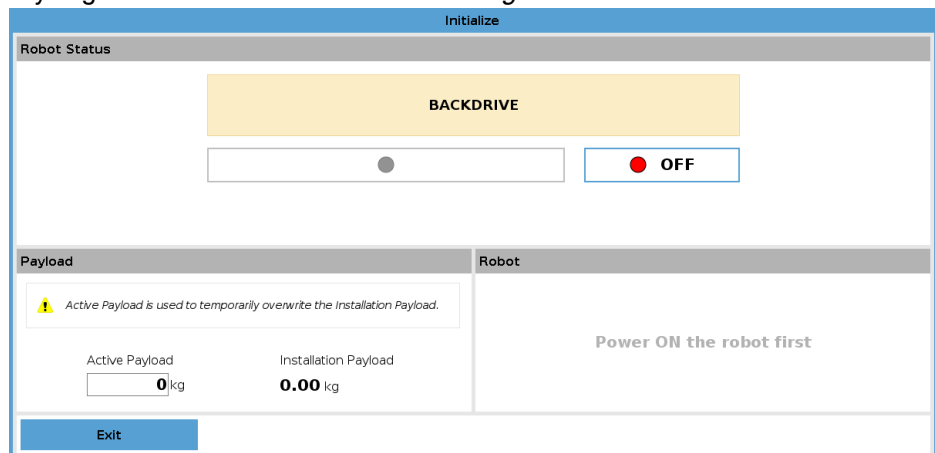 Initialize
Robot Status
BACKDRIVE
OFF
Payload
Robot
Active Payload is used to temporarily overwrite the Installation Payload.
Power ON the robot first
Active Payload Installation Payload
0 kg 0.00 kg
Exit